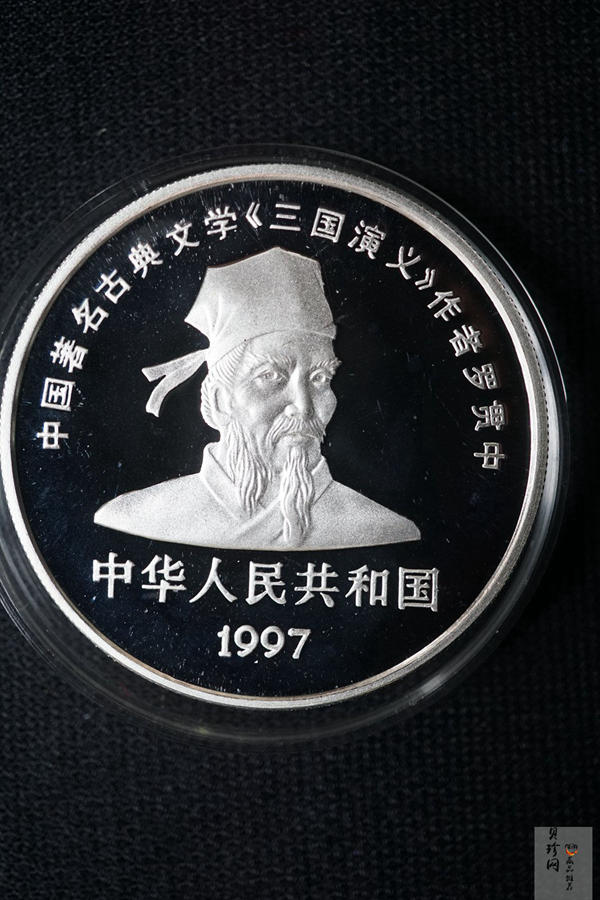 中国著名古典文学《三国演义》作者罗贯中
中华人民共和国
1997
贝珍网